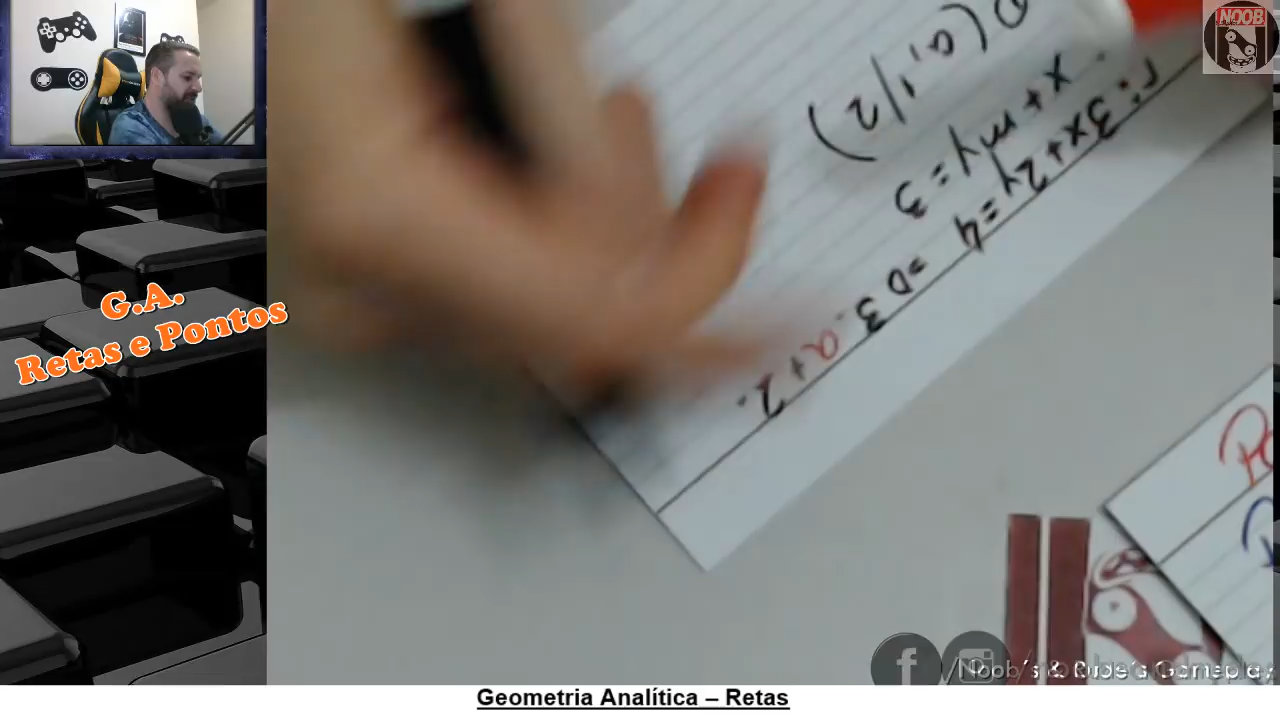 NOOB
G.A.
Retas e Pontos
r: 3x+2y=4 ⇒ 3.a+2.
x+my=3
(a, 1/2)
Geometria Analítica – Retas